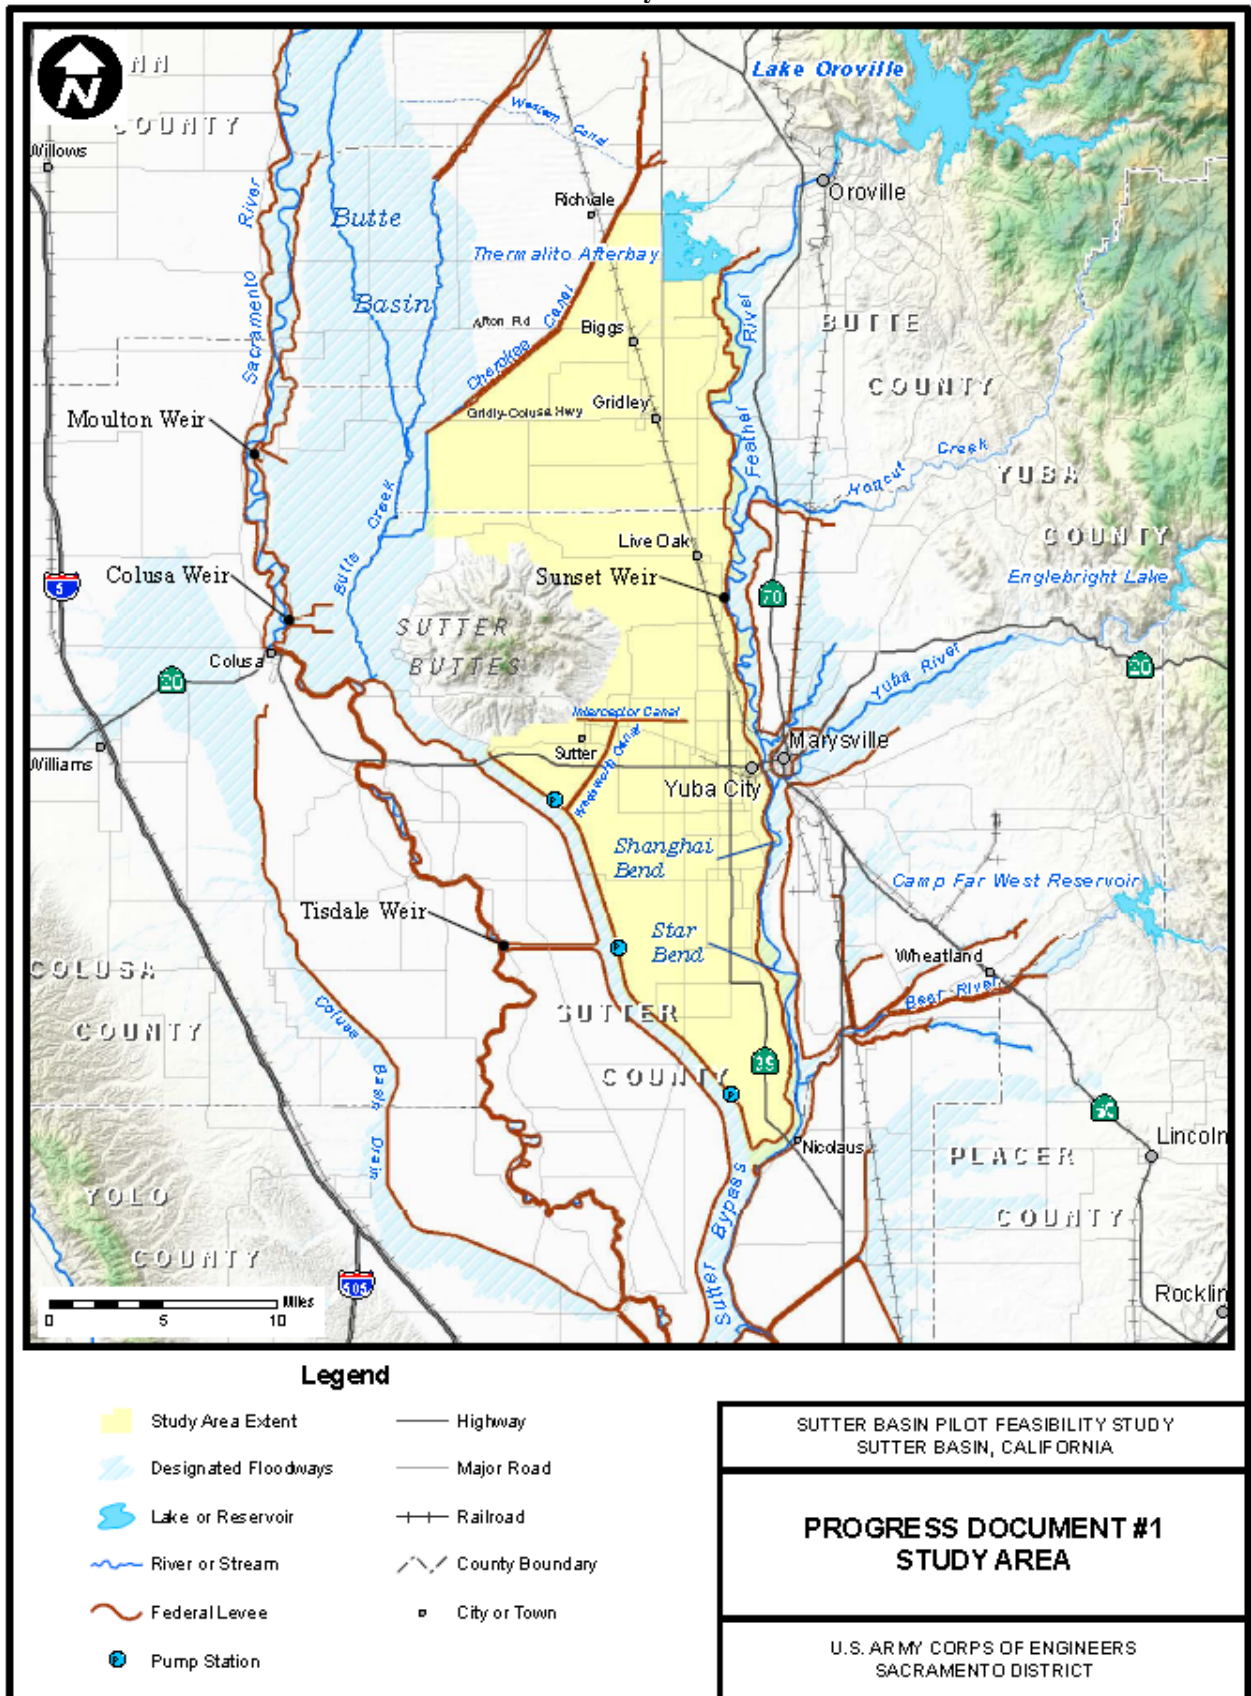 N
NN
COUNTY
Lake Oroville
Willows
Western Canal
Oroville
River
Butte
Richvale
Thermalito Afterbay
Sacramento
Basin
Afton Rd
Canal
Biggs
River
BUTTE
Cherokee
COUNTY
Gridly-Colusa Hwy
Gridley
Moulton Weir
Feather
Honcut
Creek
YUBA
COUNTY
Creek
Live Oak
Butte
Colusa Weir
Sunset Weir
Englebright Lake
5
70
SUTTER
BUTTES
Colusa
20
20
Yuba River
Interceptor Canal
Sutter
Wadsworth Canal
Marysville
Williams
Yuba City
P
Shanghai
Bend
Camp Far West Reservoir
Tisdale Weir
Star
Bend
P
Wheatland
COLUSA
COUNTY
Bear River
Colusa
SUTTER
COUNTY
99
Basin
P
65
Drain
Nicolaus
Lincoln
PLACER
COUNTY
YOLO
COUNTY
Sutter Bypass
505
Rocklin
Miles
0 5 10
Legend
Study Area Extent
Designated Floodways
Lake or Reservoir
River or Stream
Federal Levee
P Pump Station
Highway
Major Road
Railroad
County Boundary
City or Town
SUTTER BASIN PILOT FEASIBILITY STUDY
SUTTER BASIN, CALIFORNIA
PROGRESS DOCUMENT #1
STUDY AREA
U.S. ARMY CORPS OF ENGINEERS
SACRAMENTO DISTRICT